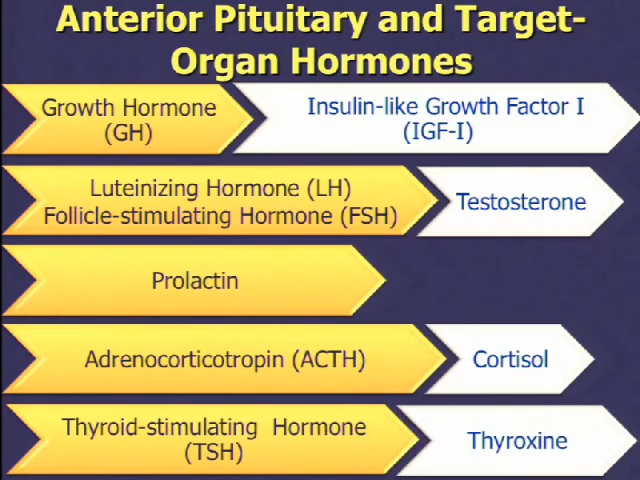 Anterior Pituitary and Target-
Organ Hormones
Growth Hormone
(GH)
Insulin-like Growth Factor I
(IGF-I)
Luteinizing Hormone (LH)
Follicle-stimulating Hormone (FSH)
Testosterone
Prolactin
Adrenocorticotropin (ACTH)
Cortisol
Thyroid-stimulating Hormone
(TSH)
Thyroxine